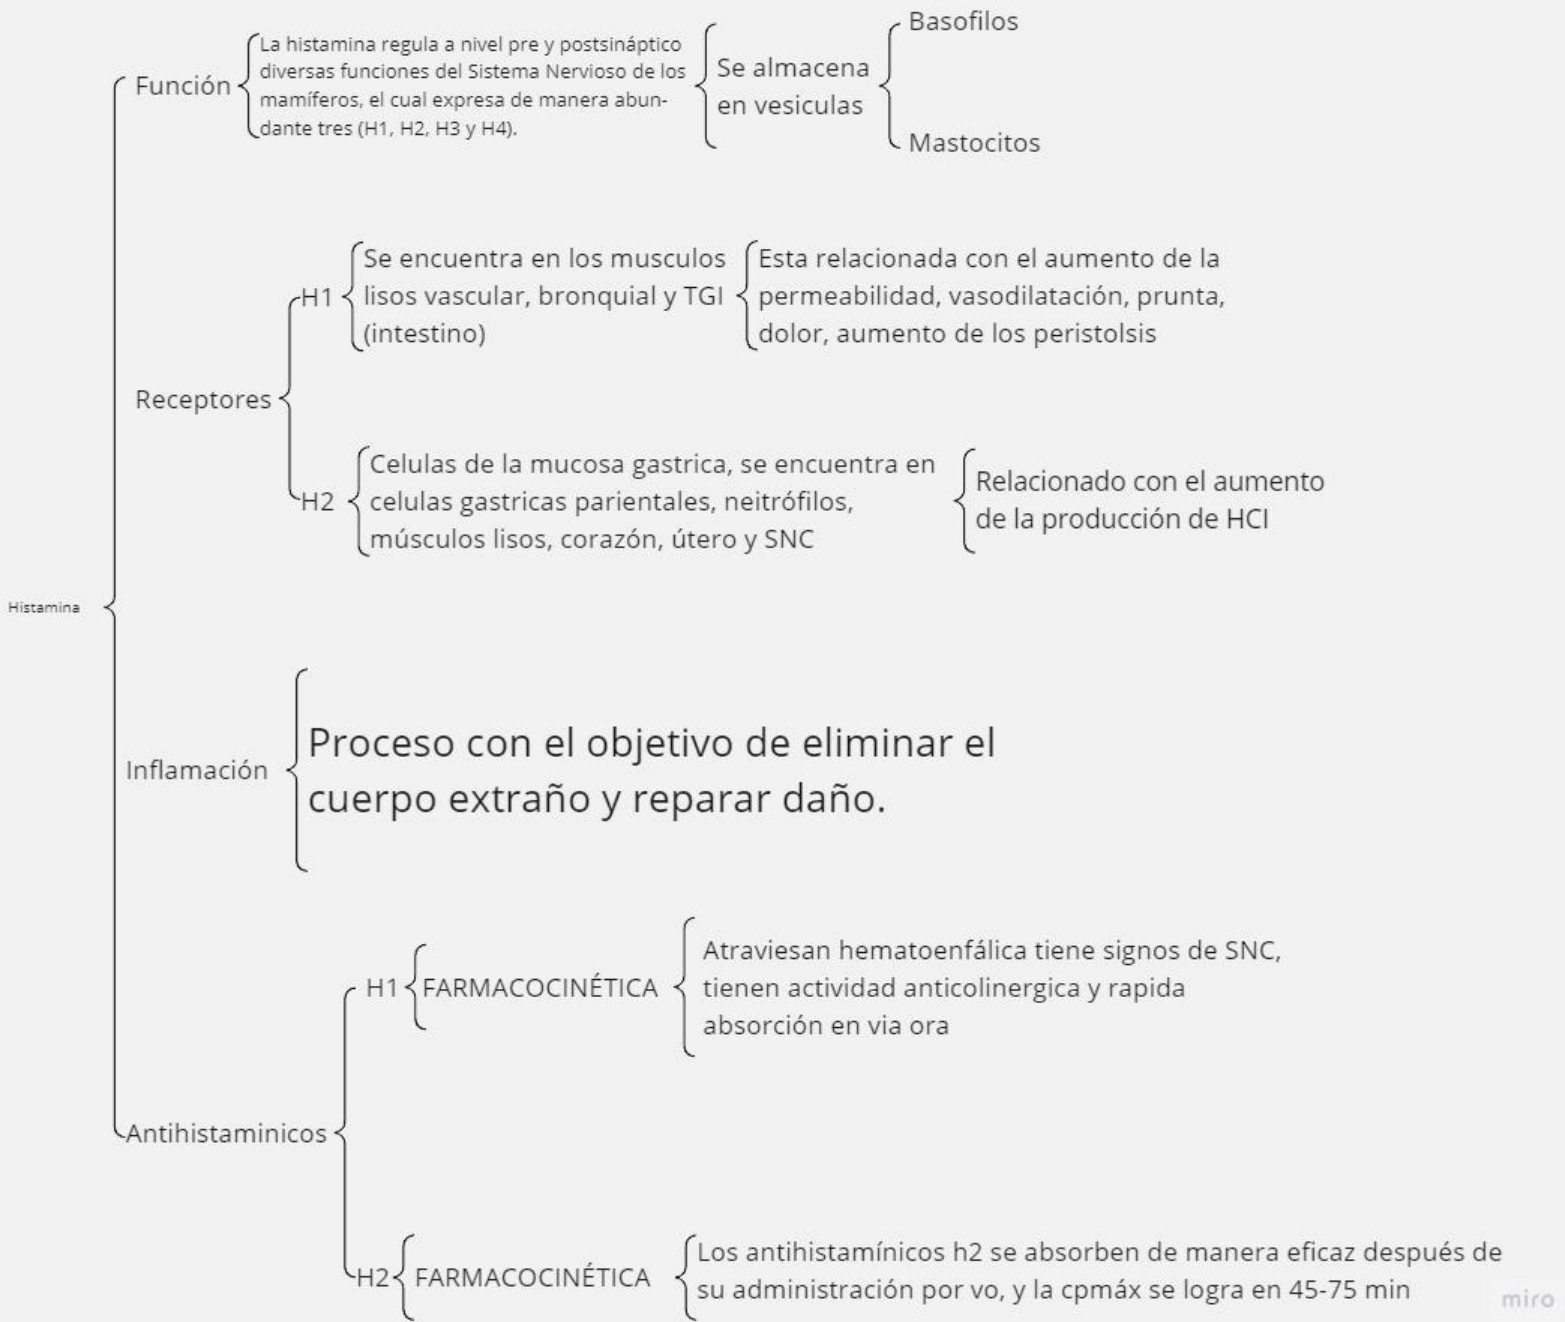 Función
La histamina regula a nivel pre y postsináptico
diversas funciones del Sistema Nervioso de los
mamíferos, el cual expresa de manera abun-
dante tres (H1, H2, H3 y H4).
Se almacena
en vesiculas
Basofilos
Mastocitos
Receptores
H1
Se encuentra en los musculos
lisos vascular, bronquial y TGI
(intestino)
Esta relacionada con el aumento de la
permeabilidad, vasodilatación, prunta,
dolor, aumento de los peristolsis
H2
Celulas de la mucosa gastrica, se encuentra en
celulas gastricas parientales, neitrófilos,
músculos lisos, corazón, útero y SNC
Relacionado con el aumento
de la producción de HCI
Histamina
Inflamación
Proceso con el objetivo de eliminar el
cuerpo extraño y reparar daño.
Antihistaminicos
H1
FARMACOCINÉTICA
Atraviesan hematoenfálica tiene signos de SNC,
tienen actividad anticolinergica y rapida
absorción en via ora
H2
FARMACOCINÉTICA
Los antihistamínicos h2 se absorben de manera eficaz después de
su administración por vo, y la cpmáx se logra en 45-75 min
miro